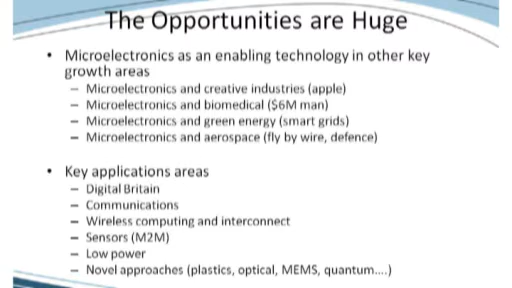 The Opportunities are Huge
• Microelectronics as an enabling technology in other key
growth areas
– Microelectronics and creative industries (apple)
– Microelectronics and biomedical ($6M man)
– Microelectronics and green energy (smart grids)
– Microelectronics and aerospace (fly by wire, defence)
• Key applications areas
– Digital Britain
– Communications
– Wireless computing and interconnect
– Sensors (M2M)
– Low power
– Novel approaches (plastics, optical, MEMS, quantum....)